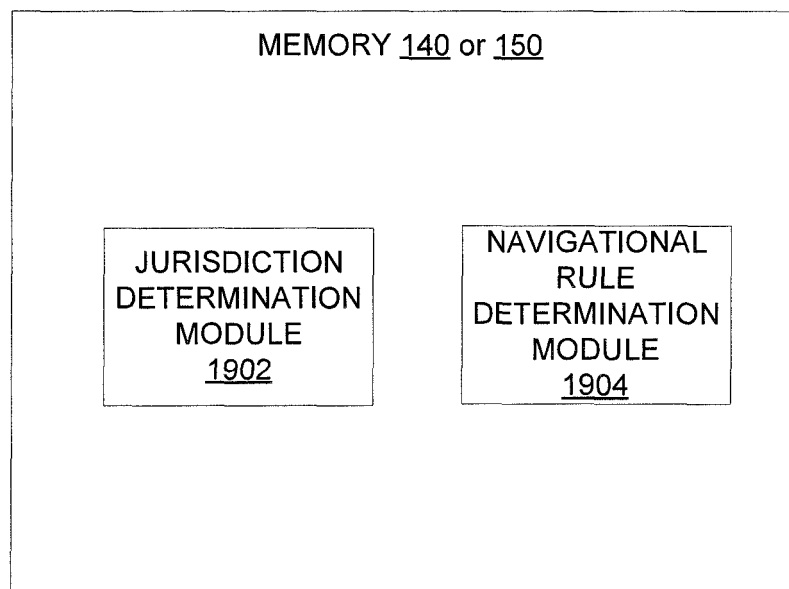 MEMORY 140 or 150
JURISDICTION
DETERMINATION
MODULE
1902
NAVIGATIONAL
RULE
DETERMINATION
MODULE
1904